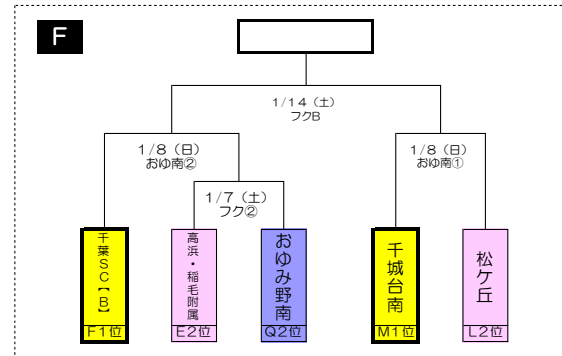 F
1/14（土）
フクB
1/8（日）
おゆ南②
1/8（日）
おゆ南①
1/7（土）
フク②
千葉SC【B】
F1位
高浜・稲毛附属
E2位
おゆみ野南
Q2位
千城台南
M1位
松ケ丘
L2位